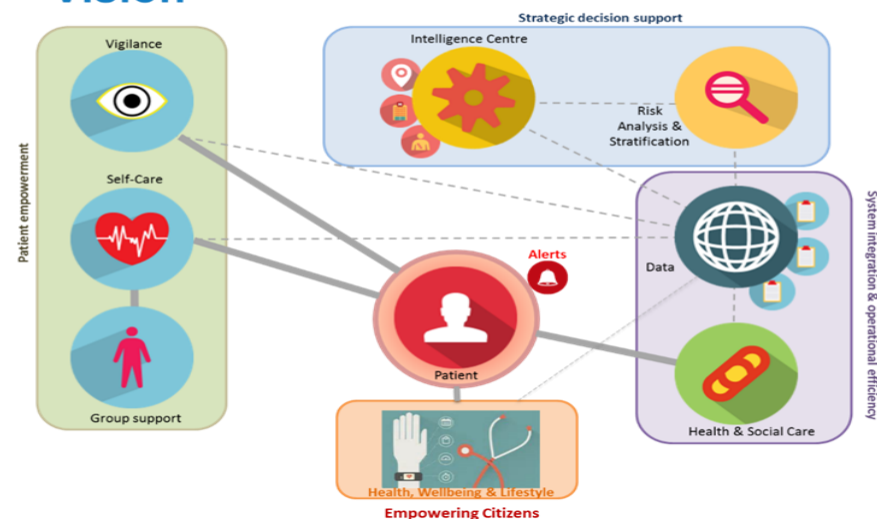 Vision
Strategic decision support
Vigilance
Intelligence Centre
Risk
Analysis &
Stratification
Patient empowerment
Self-Care
System integration & operational efficiency
Alerts
Data
Patient
Group support
Health & Social Care
Health, Wellbeing & Lifestyle
Empowering Citizens